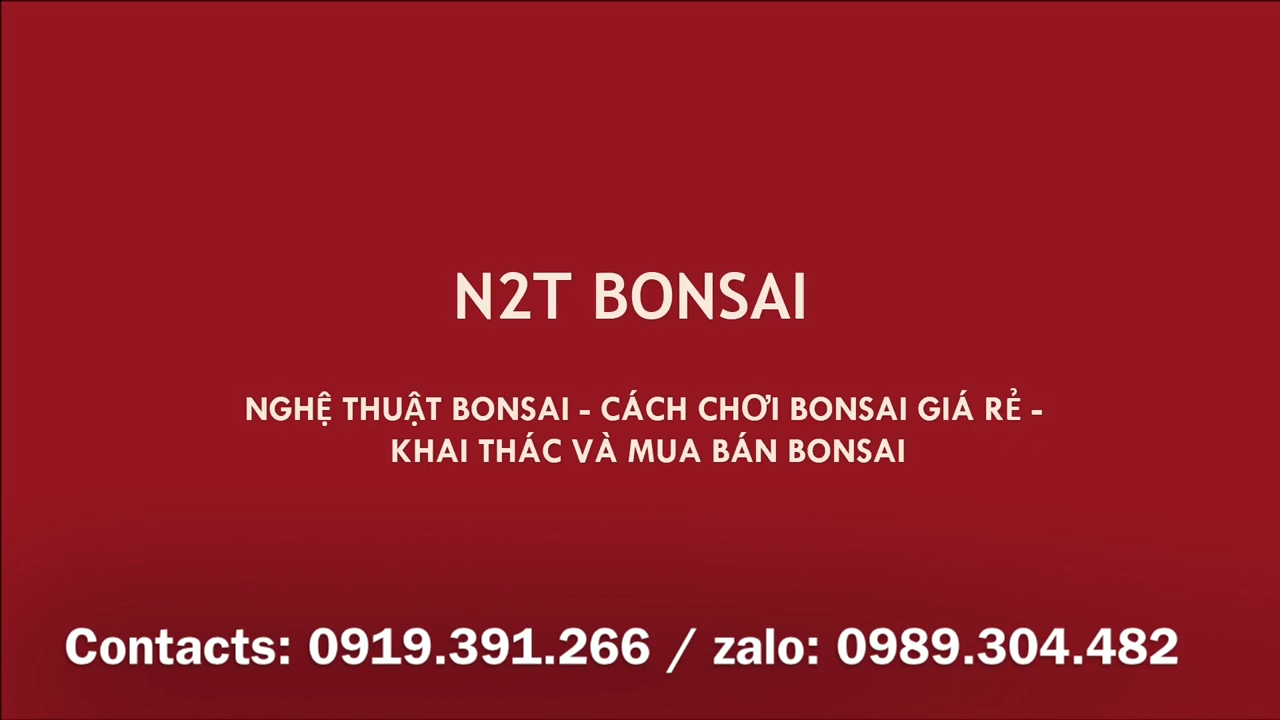 N2T BONSAI
NGHỆ THUẬT BONSAI - CÁCH CHƠI BONSAI GIÁ RẺ -
KHAI THÁC VÀ MUA BÁN BONSAI
Contacts: 0919.391.266 / zalo: 0989.304.482